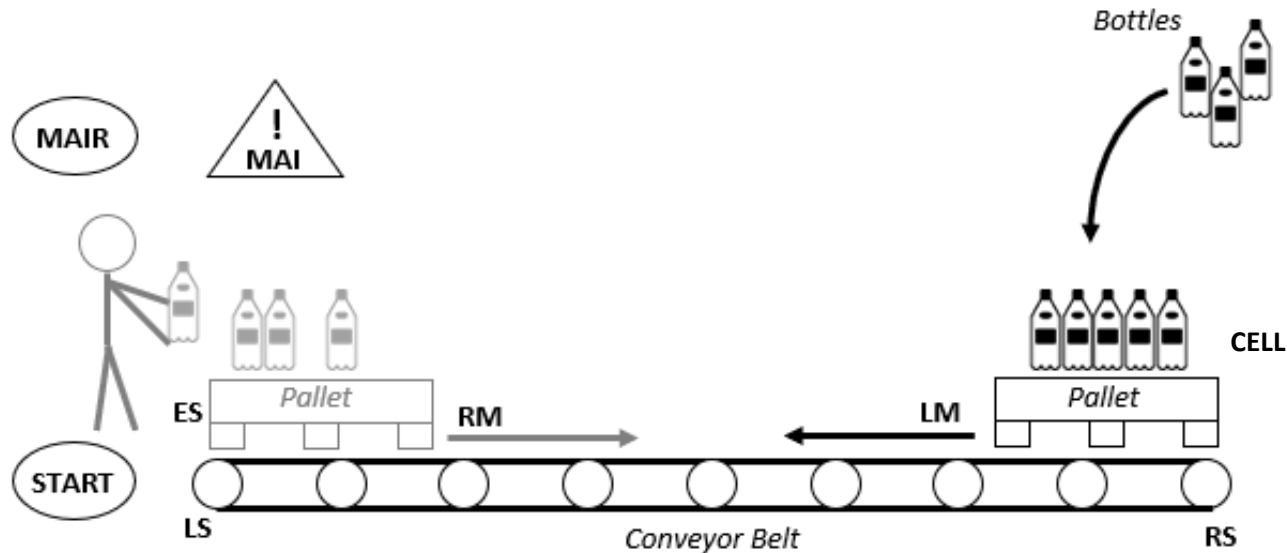 Bottles
MAIR
!
MAI
CELL
Pallet
Pallet
ES
RM
LM
START
LS
Conveyor Belt
RS